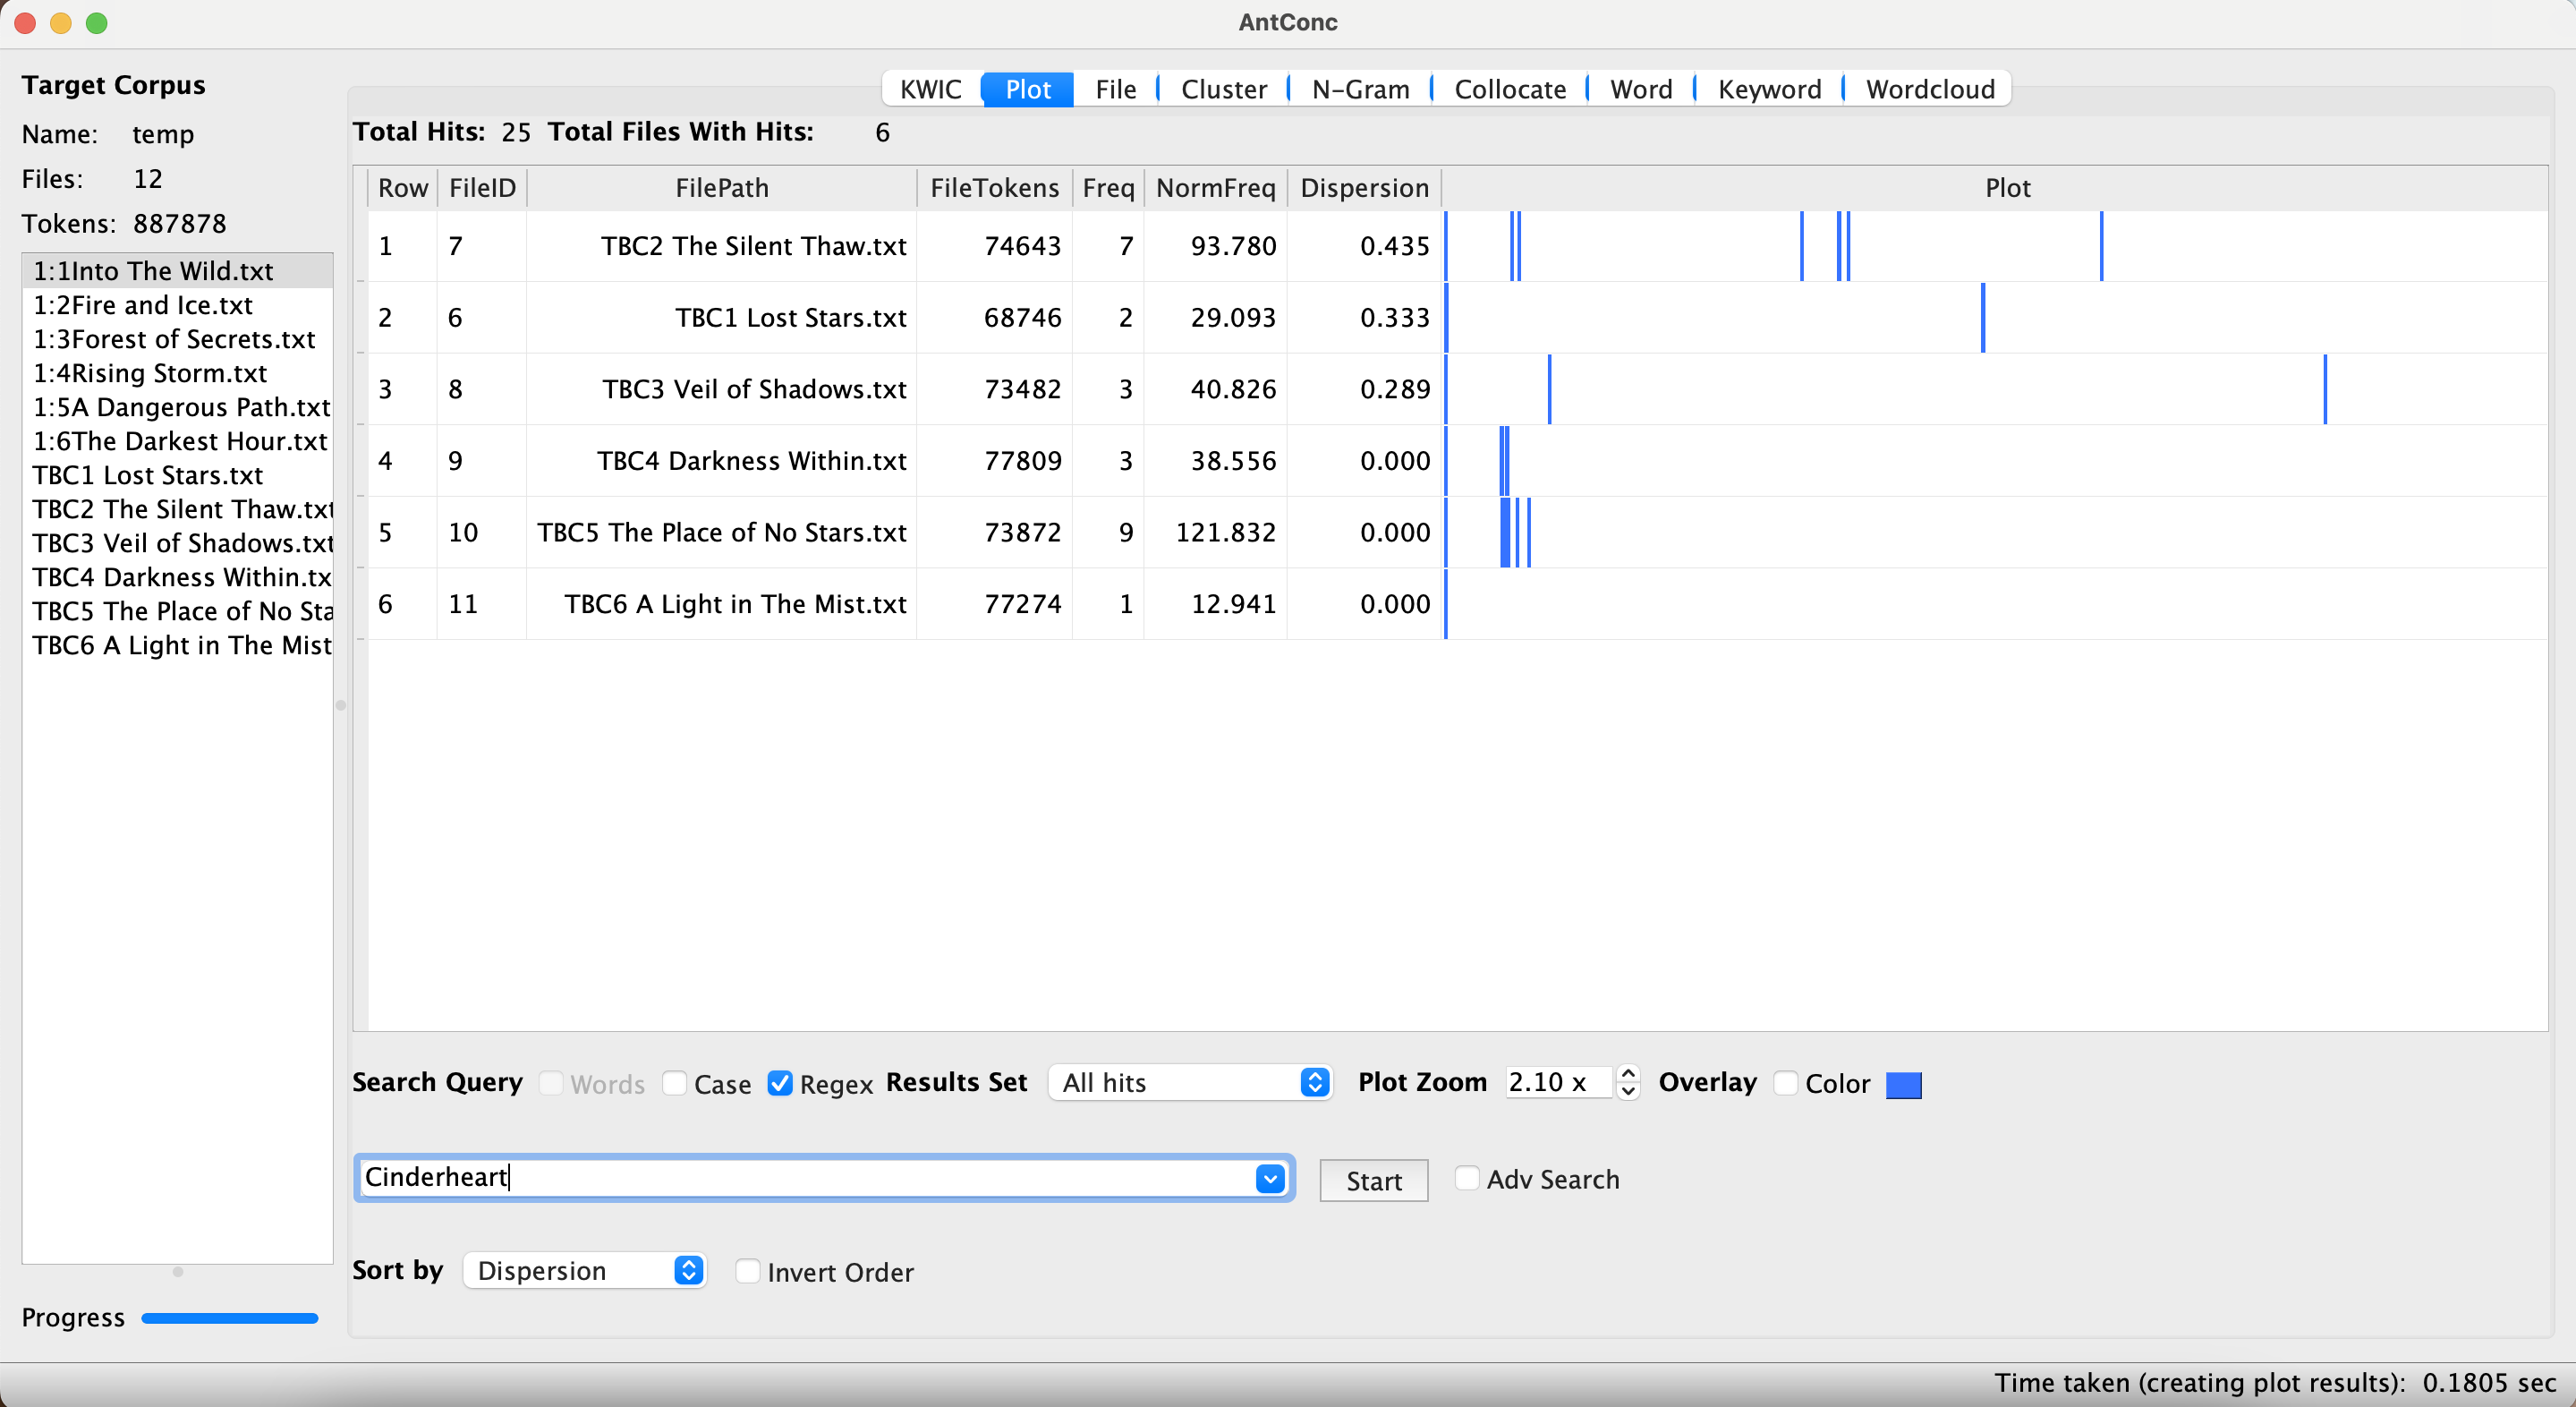 AntConc
Target Corpus
Name: temp
Files: 12
Tokens: 887878
1:1Into The Wild.txt
1:2Fire and Ice.txt
1:3Forest of Secrets.txt
1:4Rising Storm.txt
1:5A Dangerous Path.txt
1:6The Darkest Hour.txt
TBC1 Lost Stars.txt
TBC2 The Silent Thaw.txt
TBC3 Veil of Shadows.txt
TBC4 Darkness Within.tx
TBC5 The Place of No Sta
TBC6 A Light in The Mist
Progress
KWIC Plot File Cluster N-Gram Collocate Word Keyword Wordcloud
Total Hits: 25 Total Files With Hits: 6
Row FileID FilePath FileTokens Freq NormFreq Dispersion Plot
1 7 TBC2 The Silent Thaw.txt 74643 7 93.780 0.435
2 6 TBC1 Lost Stars.txt 68746 2 29.093 0.333
3 8 TBC3 Veil of Shadows.txt 73482 3 40.826 0.289
4 9 TBC4 Darkness Within.txt 77809 3 38.556 0.000
5 10 TBC5 The Place of No Stars.txt 73872 9 121.832 0.000
6 11 TBC6 A Light in The Mist.txt 77274 1 12.941 0.000
Search Query Words Case Regex Results Set All hits Plot Zoom 2.10 x Overlay Color
Cinderheart Start Adv Search
Sort by Dispersion Invert Order
Time taken (creating plot results): 0.1805 sec